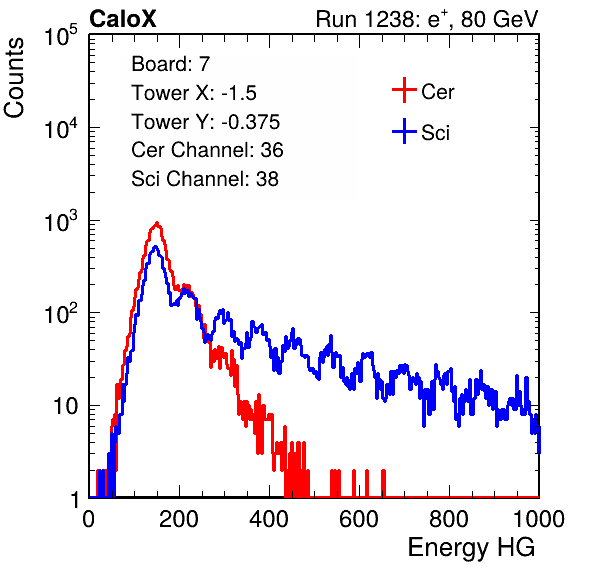 CaloX Run 1238: e⁺, 80 GeV
Counts
Board: 7
Tower X: -1.5
Tower Y: -0.375
Cer Channel: 36
Sci Channel: 38
Cer
Sci
10⁵
10⁴
10³
10²
10
1
0 200 400 600 800 1000
Energy HG